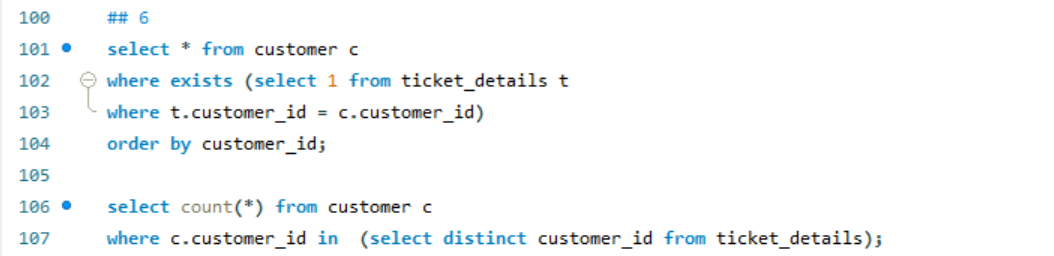 100 ## 6
101 select * from customer c
102 where exists (select 1 from ticket_details t
103 where t.customer_id = c.customer_id)
104 order by customer_id;
105
106 select count(*) from customer c
107 where c.customer_id in  (select distinct customer_id from ticket_details);